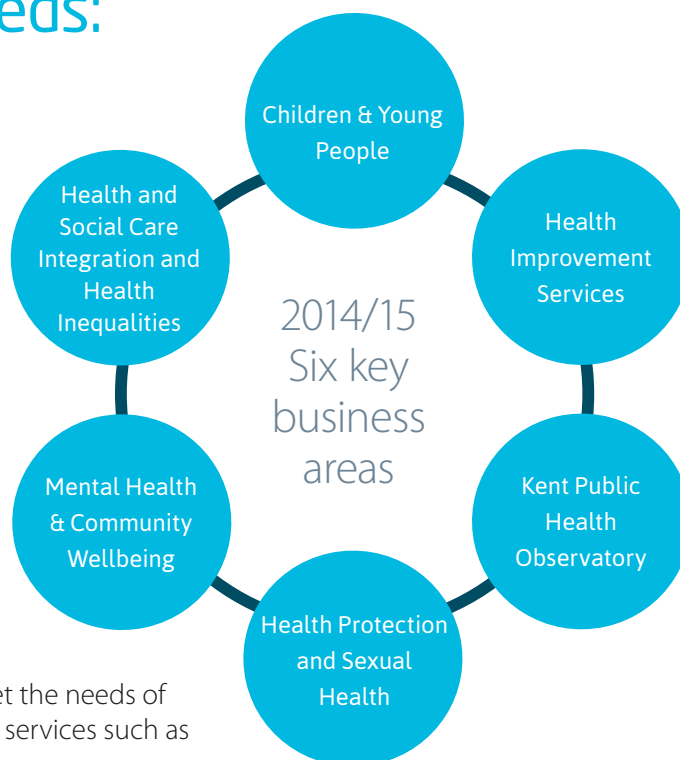 eds:
Children & Young
People
Health
Improvement
Services
Kent Public
Health
Observatory
Health Protection
and Sexual
Health
Mental Health
& Community
Wellbeing
Health and
Social Care
Integration and
Health
Inequalities
2014/15
Six key
business
areas
et the needs of
services such as